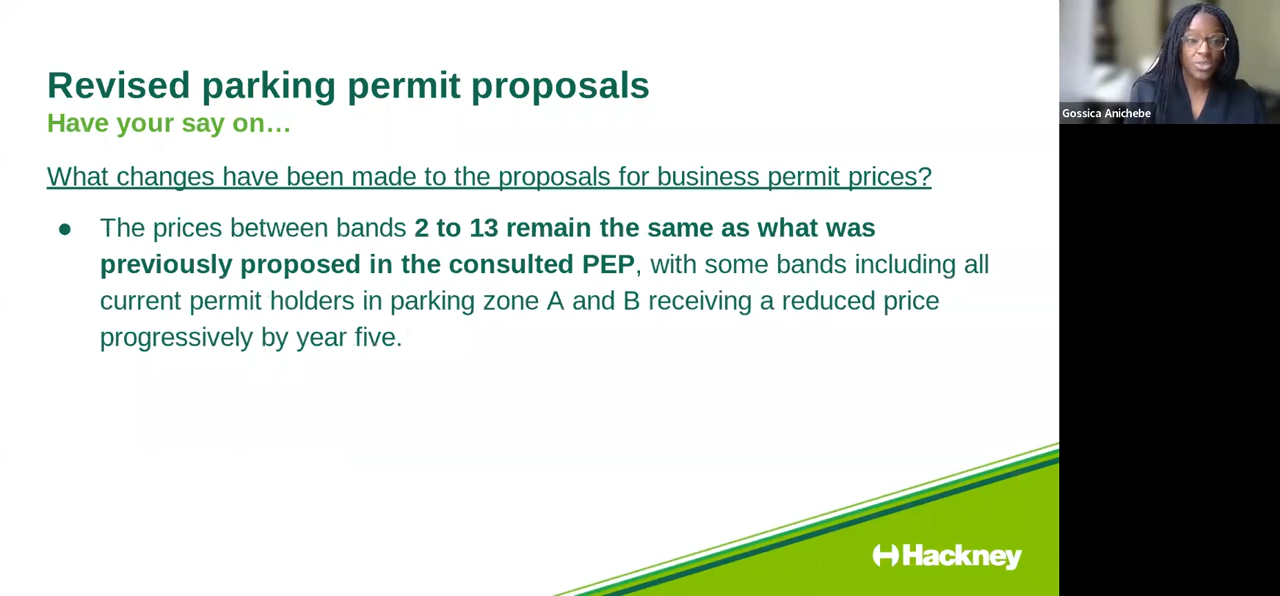 Revised parking permit proposals
Have your say on…
What changes have been made to the proposals for business permit prices?
● The prices between bands 2 to 13 remain the same as what was
previously proposed in the consulted PEP, with some bands including all
current permit holders in parking zone A and B receiving a reduced price
progressively by year five.
Hackney
Gossica Anichebe